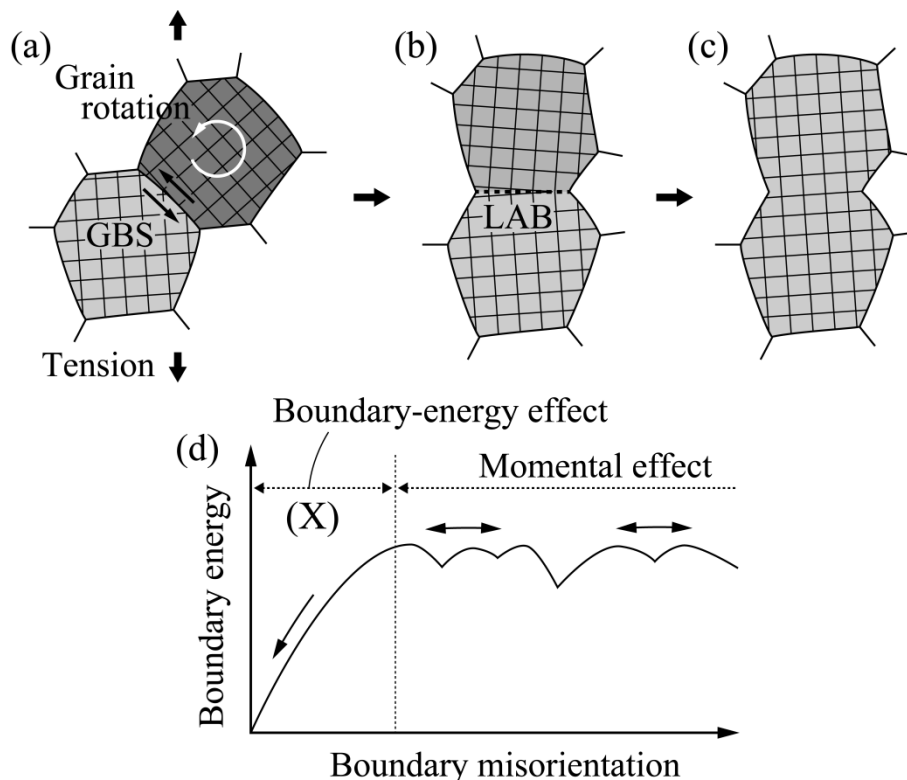 (a)
Grain
rotation
GBS
Tension
(b)
LAB
(c)
(d)
Boundary-energy effect
Momental effect
(X)
Boundary energy
Boundary misorientation